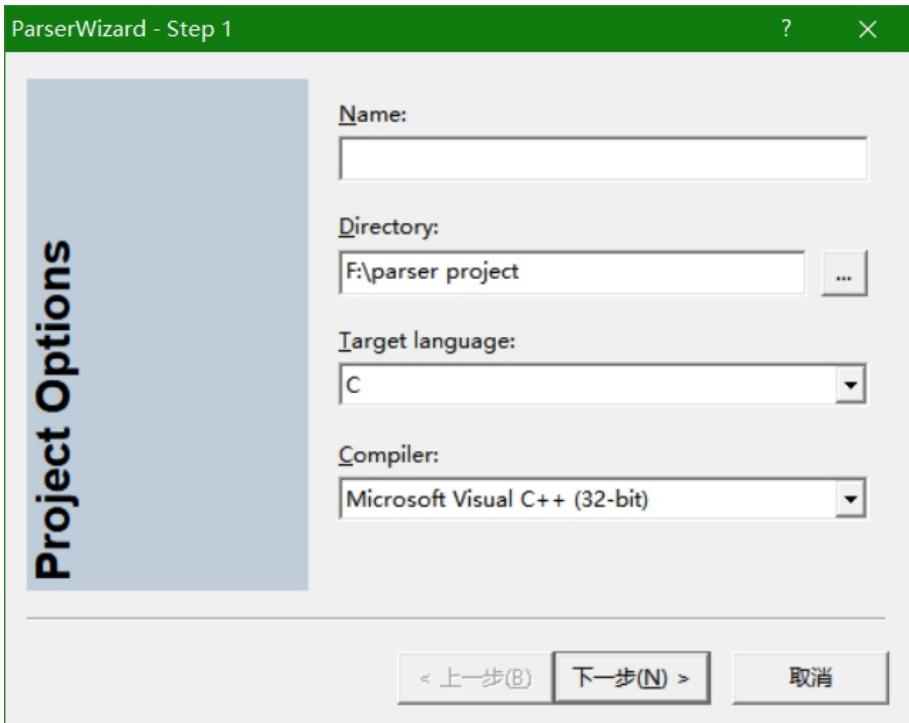 ParserWizard - Step 1
?
Project Options
Name:
Directory:
F:\parser project
...
Target language:
C
Compiler:
Microsoft Visual C++ (32-bit)
< 上一步(B)
下一步(N) >
取消